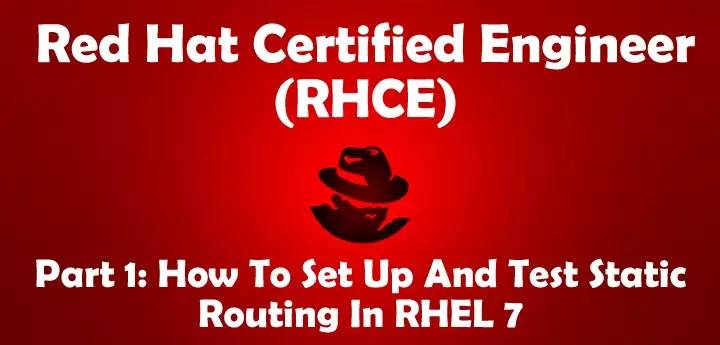 Red Hat Certified Engineer
(RHCE)
Part 1: How To Set Up And Test Static
Routing In RHEL 7